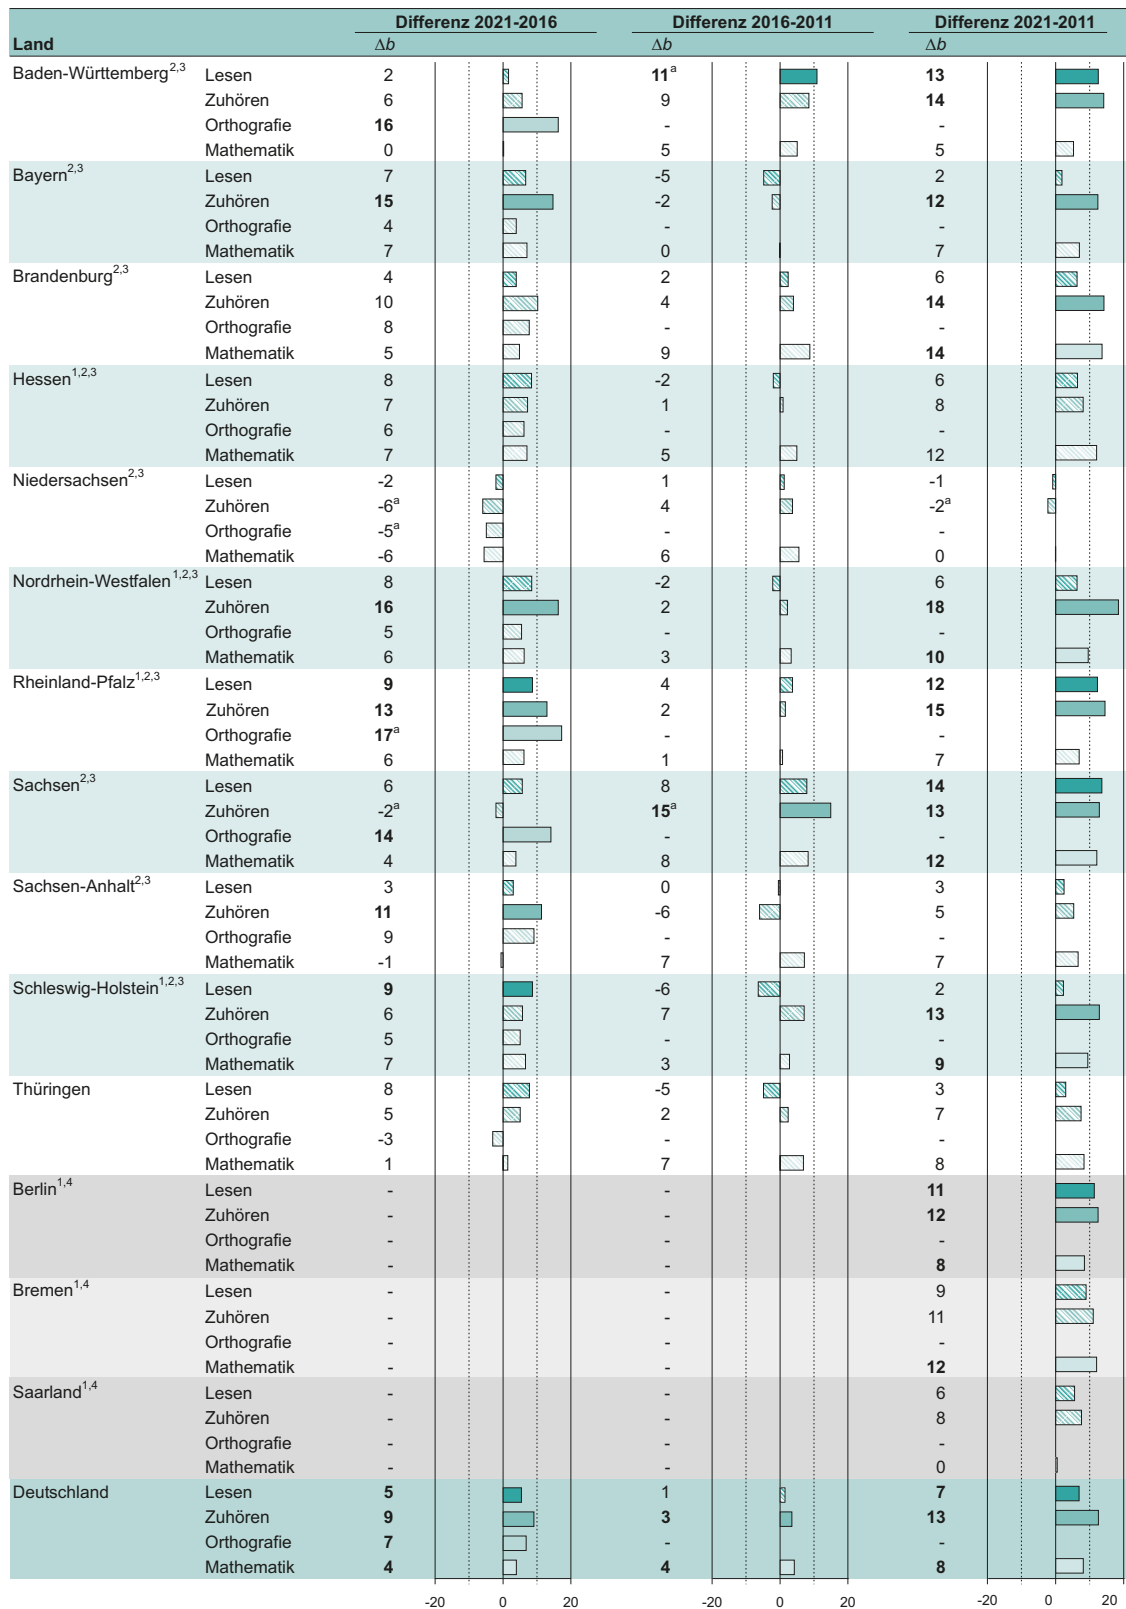 Differenz 2021-2016 Differenz 2016-2011 Differenz 2021-2011
Land Δb Δb Δb
Baden-Württemberg2,3 Lesen 2 11a 13
Zuhören 6 9 14
Orthografie 16 - -
Mathematik 0 5 5
Bayern2,3 Lesen 7 -5 2
Zuhören 15 -2 12
Orthografie 4 - -
Mathematik 7 0 7
Brandenburg2,3 Lesen 4 2 6
Zuhören 10 4 14
Orthografie 8 - -
Mathematik 5 9 14
Hessen1,2,3 Lesen 8 -2 6
Zuhören 7 1 8
Orthografie 6 - -
Mathematik 7 5 12
Niedersachsen2,3 Lesen -2 1 -1
Zuhören -6a 4 -2a
Orthografie -5a - -
Mathematik -6 6 0
Nordrhein-Westfalen1,2,3 Lesen 8 -2 6
Zuhören 16 2 18
Orthografie 5 - -
Mathematik 6 3 10
Rheinland-Pfalz1,2,3 Lesen 9 4 12
Zuhören 13 2 15
Orthografie 17a - -
Mathematik 6 1 7
Sachsen2,3 Lesen 6 8 14
Zuhören -2a 15a 13
Orthografie 14 - -
Mathematik 4 8 12
Sachsen-Anhalt2,3 Lesen 3 0 3
Zuhören 11 -6 5
Orthografie 9 - -
Mathematik -1 7 7
Schleswig-Holstein1,2,3 Lesen 9 -6 2
Zuhören 6 7 13
Orthografie 5 - -
Mathematik 7 3 9
Thüringen Lesen 8 -5 3
Zuhören 5 2 7
Orthografie -3 - -
Mathematik 1 7 8
Berlin1,4 Lesen - - 11
Zuhören - - 12
Orthografie - - -
Mathematik - - 8
Bremen1,4 Lesen - - 9
Zuhören - - 11
Orthografie - - -
Mathematik - - 12
Saarland1,4 Lesen - - 6
Zuhören - - 8
Orthografie - - -
Mathematik - - 0
Deutschland Lesen 5 1 7
Zuhören 9 3 13
Orthografie 7 - -
Mathematik 4 4 8
-20 0 20 -20 0 20 -20 0 20